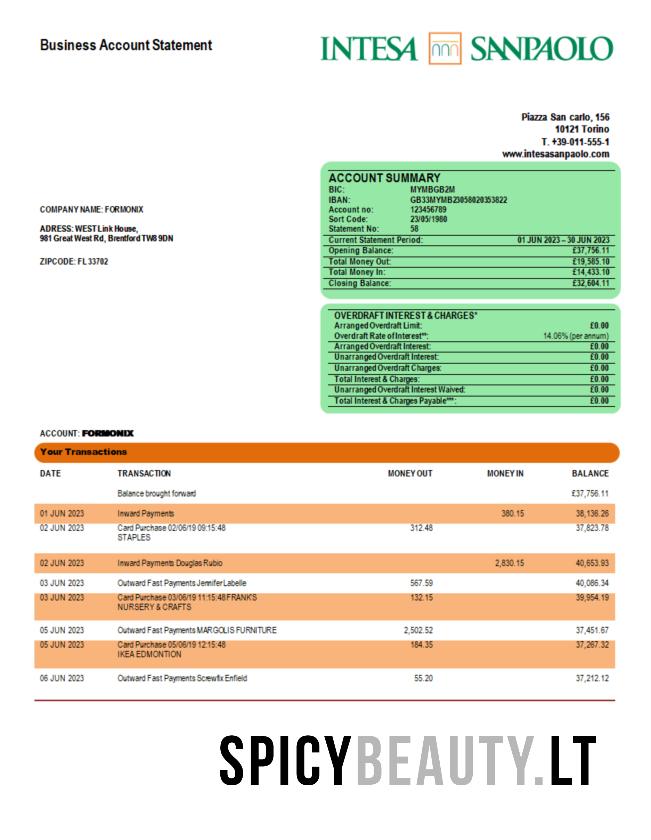 Business Account Statement
INTESA SANPAOLO
Piazza San carlo, 156
10121 Torino
T. +39-011-555-1
www.intesasanpaolo.com
ACCOUNT SUMMARY
BIC: MYMBGB2M
IBAN: GB33MYMB23058020353822
Account no: 123456789
Sort Code: 23/05/1980
Statement No: 58
Current Statement Period: 01 JUN 2023 – 30 JUN 2023
Opening Balance: £37,756.11
Total Money Out: £19,585.10
Total Money In: £14,433.10
Closing Balance: £32,604.11
COMPANY NAME: FORMONIX
ADRESS: WEST Link House,
981 Great West Rd, Brentford TW8 9DN
ZIPCODE: FL 33702
OVERDRAFT INTEREST & CHARGES*
Arranged Overdraft Limit: £0.00
Overdraft Rate of Interest**: 14.06% (per annum)
Arranged Overdraft Interest: £0.00
Unarranged Overdraft Interest: £0.00
Unarranged Overdraft Charges: £0.00
Total Interest & Charges: £0.00
Unarranged Overdraft Interest Waived: £0.00
Total Interest & Charges Payable***: £0.00
ACCOUNT: FORMONIX
Your Transactions
DATE TRANSACTION MONEY OUT MONEY IN BALANCE
Balance brought forward £37,756.11
01 JUN 2023 Inward Payments 380.15 38,136.26
02 JUN 2023 Card Purchase 02/06/19 09:15:48 312.48 37,823.78
STAPLES
02 JUN 2023 Inward Payments Douglas Rubio 2,830.15 40,653.93
03 JUN 2023 Outward Fast Payments Jennifer Labelle 567.59 40,086.34
03 JUN 2023 Card Purchase 03/06/19 11:15:48 FRANK'S 132.15 39,954.19
NURSERY & CRAFTS
05 JUN 2023 Outward Fast Payments MARGOLIS FURNITURE 2,502.52 37,451.67
05 JUN 2023 Card Purchase 05/06/19 12:15:48 184.35 37,267.32
IKEA EDMONTION
06 JUN 2023 Outward Fast Payments Screwfix Enfield 55.20 37,212.12
SPICYBEAUTY.LT